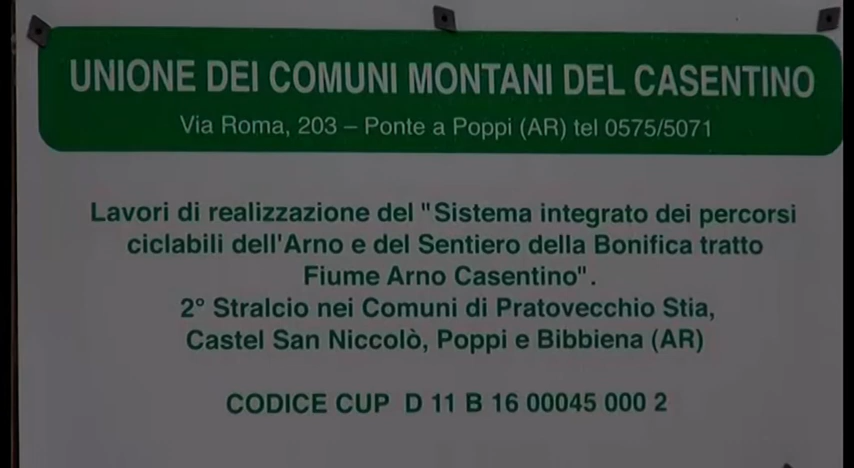 UNIONE DEI COMUNI MONTANI DEL CASENTINO
Via Roma, 203 – Ponte a Poppi (AR) tel 0575/5071
Lavori di realizzazione del "Sistema integrato dei percorsi
ciclabili dell'Arno e del Sentiero della Bonifica tratto
Fiume Arno Casentino".
2° Stralcio nei Comuni di Pratovecchio Stia,
Castel San Niccolò, Poppi e Bibbiena (AR)
CODICE CUP D 11 B 16 00045 000 2